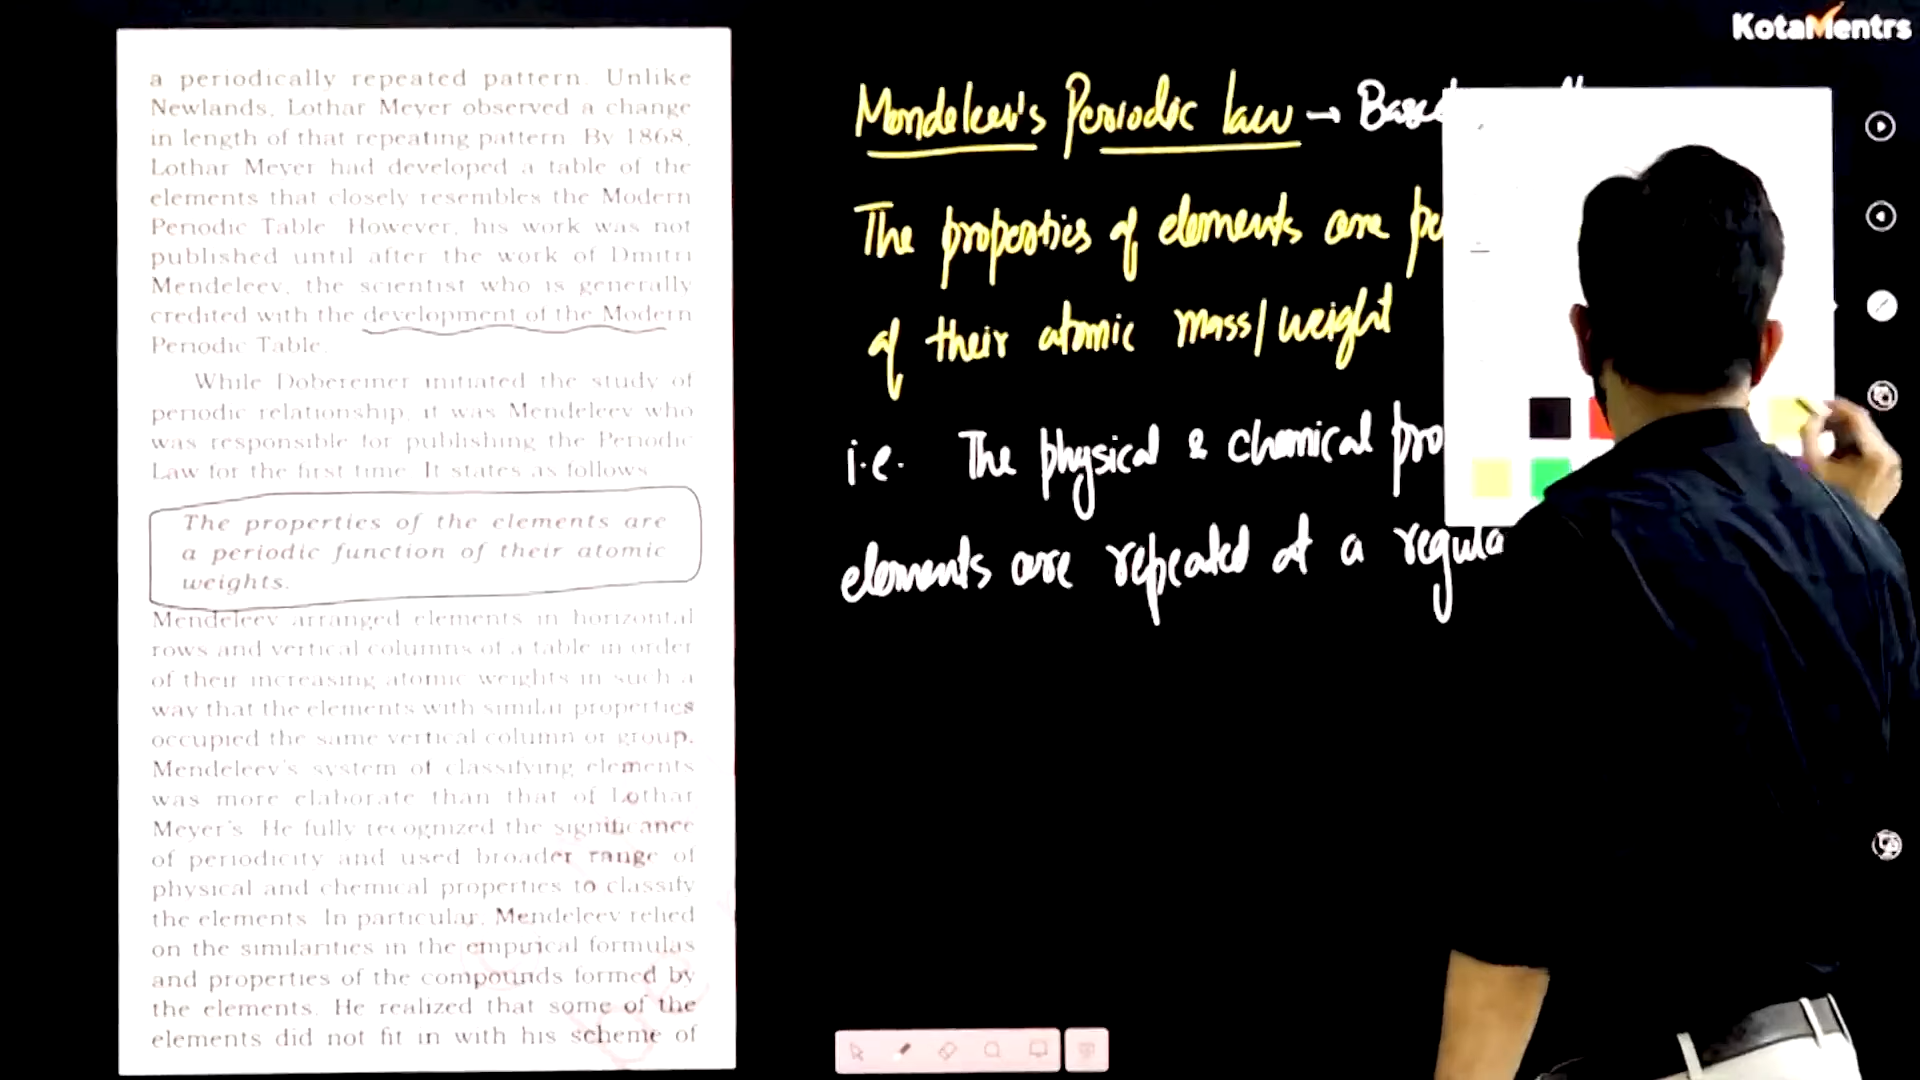 KotaMentrs
a periodically repeated pattern. Unlike
Newlands, Lothar Meyer observed a change
in length of that repeating pattern. By 1868,
Lothar Meyer had developed a table of the
elements that closely resembles the Modern
Periodic Table. However, his work was not
published until after the work of Dmitri
Mendeleev, the scientist who is generally
credited with the development of the Modern
Periodic Table.
While Dobereiner initiated the study of
periodic relationship, it was Mendeleev who
was responsible for publishing the Periodic
Law for the first time. It states as follows
The properties of the elements are
a periodic function of their atomic
weights.
Mendeleev arranged elements in horizontal
rows and vertical columns of a table in order
of their increasing atomic weights in such a
way that the elements with similar properties
occupied the same vertical column or group.
Mendeleev's system of classifying elements
was more elaborate than that of Lothar
Meyer's. He fully recognized the significance
of periodicity and used broader range of
physical and chemical properties to classify
the elements. In particular, Mendeleev relied
on the similarities in the empirical formulas
and properties of the compounds formed by
the elements. He realized that some of the
elements did not fit in with his scheme of
Mendeleev's Periodic law → Based
The properties of elements are pe
of their atomic mass/weight
i.e. The physical & chemical pro
elements are repeated at a regula